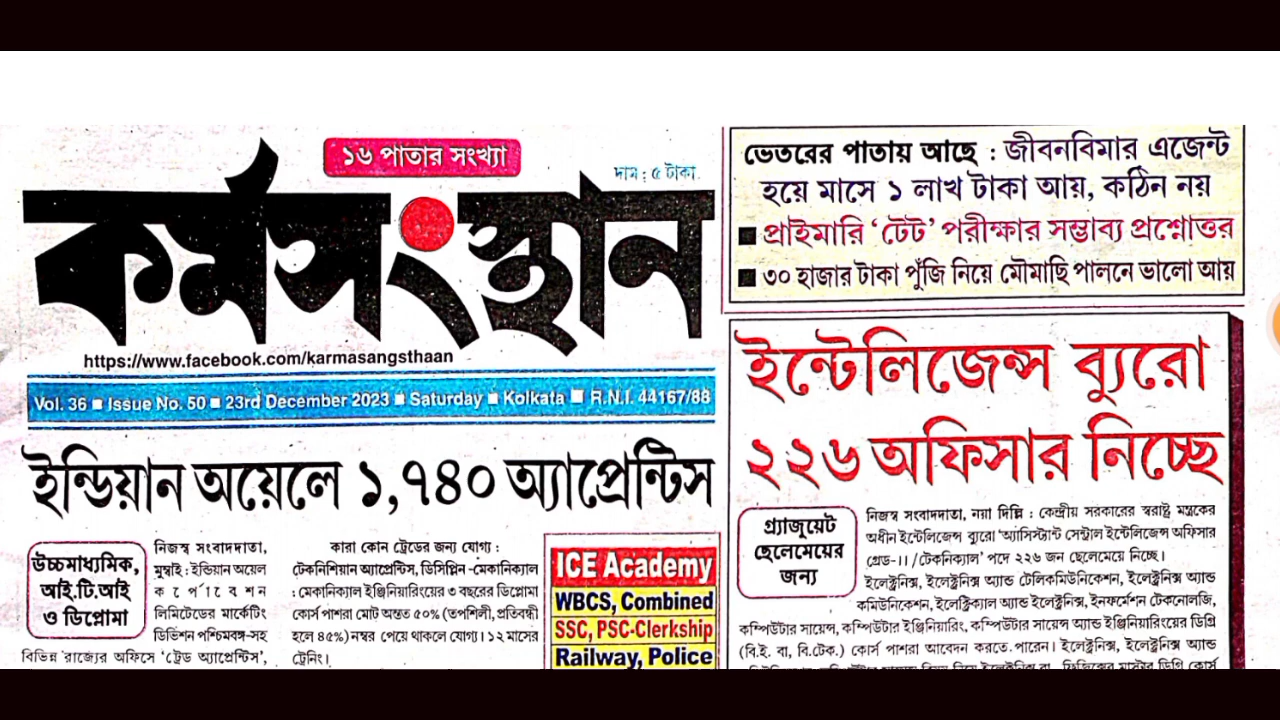 ১৬ পাতার সংখ্যা
দাম : ৫ টাকা
কর্মসংস্থান
https://www.facebook.com/karmasangsthaan
Vol. 36 ■ Issue No. 50 ■ 23rd December 2023 ■ Saturday ■ Kolkata ■ R.N.I. 44167/88
ইন্ডিয়ান অয়েলে ১,৭৪০ অ্যাপ্রেন্টিস
উচ্চমাধ্যমিক,
আই.টি.আই
ও ডিপ্লোমা
নিজস্ব সংবাদদাতা,
মুম্বাই : ইন্ডিয়ান অয়েল
কর্পোরেশন
লিমিটেডের মার্কেটিং
ডিভিশন পশ্চিমবঙ্গ-সহ
বিভিন্ন রাজ্যের অফিসে ‘ট্রেড অ্যাপ্রেন্টিস’,
কারা কোন ট্রেডের জন্য যোগ্য :
টেকনিশিয়ান অ্যাপ্রেন্টিস, ডিসিপ্লিন -মেকানিক্যাল
: মেকানিক্যাল ইঞ্জিনিয়ারিংয়ের ৩ বছরের ডিপ্লোমা
কোর্স পাশরা মোট অন্তত ৫০% (তপশিলী, প্রতিবন্ধী
হলে ৪৫%) নম্বর পেয়ে থাকলে যোগ্য। ১২ মাসের
ট্রেনিং।
ICE Academy
WBCS, Combined
SSC, PSC-Clerkship
Railway, Police
ভেতরের পাতায় আছে : জীবনবিমার এজেন্ট
হয়ে মাসে ১ লাখ টাকা আয়, কঠিন নয়
■ প্রাইমারি ‘টেট’ পরীক্ষার সম্ভাব্য প্রশ্নোত্তর
■ ৩০ হাজার টাকা পুঁজি নিয়ে মৌমাছি পালনে ভালো আয়
ইন্টেলিজেন্স ব্যুরো
২২৬ অফিসার নিচ্ছে
গ্র্যাজুয়েট
ছেলেমেয়ের
জন্য
নিজস্ব সংবাদদাতা, নয়া দিল্লি : কেন্দ্রীয় সরকারের স্বরাষ্ট্র মন্ত্রকের
অধীন ইন্টেলিজেন্স ব্যুরো ‘অ্যাসিস্ট্যান্ট সেন্ট্রাল ইন্টেলিজেন্স অফিসার
গ্রেড-।। /টেকনিক্যাল’ পদে ২২৬ জন ছেলেমেয়ে নিচ্ছে।
ইলেক্ট্রনিক্স, ইলেক্ট্রনিক্স অ্যান্ড টেলিকমিউনিকেশন, ইলেক্ট্রনিক্স অ্যান্ড
কমিউনিকেশন, ইলেক্ট্রিক্যাল অ্যান্ড ইলেক্ট্রনিক্স, ইনফর্মেশন টেকনোলজি,
কম্পিউটার সায়েন্স, কম্পিউটার ইঞ্জিনিয়ারিং, কম্পিউটার সায়েন্স অ্যান্ড ইঞ্জিনিয়ারিংয়ের ডিগ্রি
(বি.ই. বা, বি.টেক.) কোর্স পাশরা আবেদন করতে পারেন। ইলেক্ট্রনিক্স, ইলেক্ট্রনিক্স অ্যান্ড